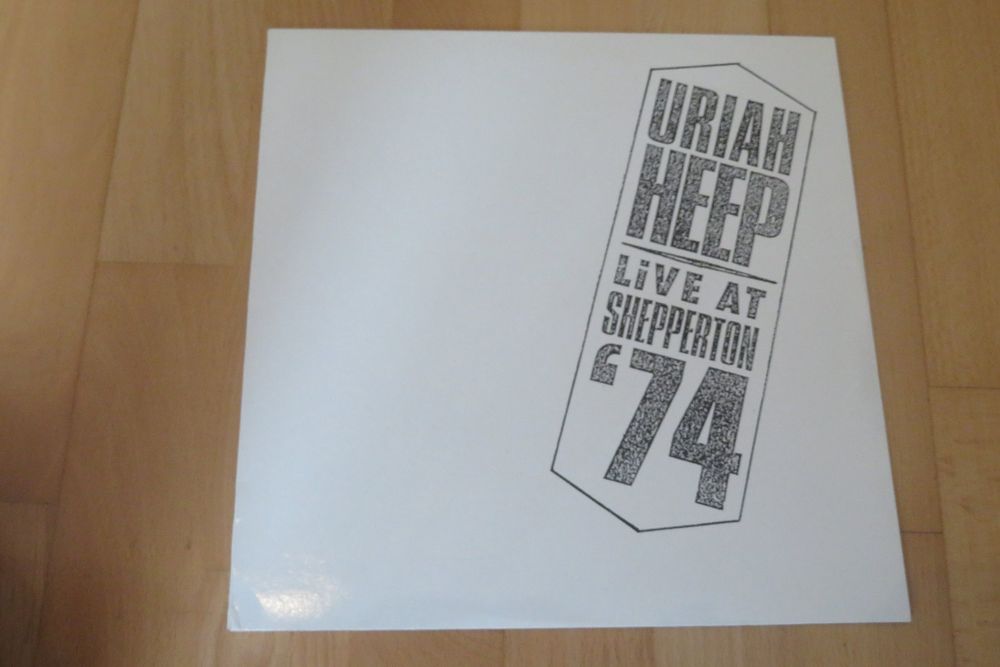 URIAH
HEEP
LiVE AT
SHEPPERTON
‘74